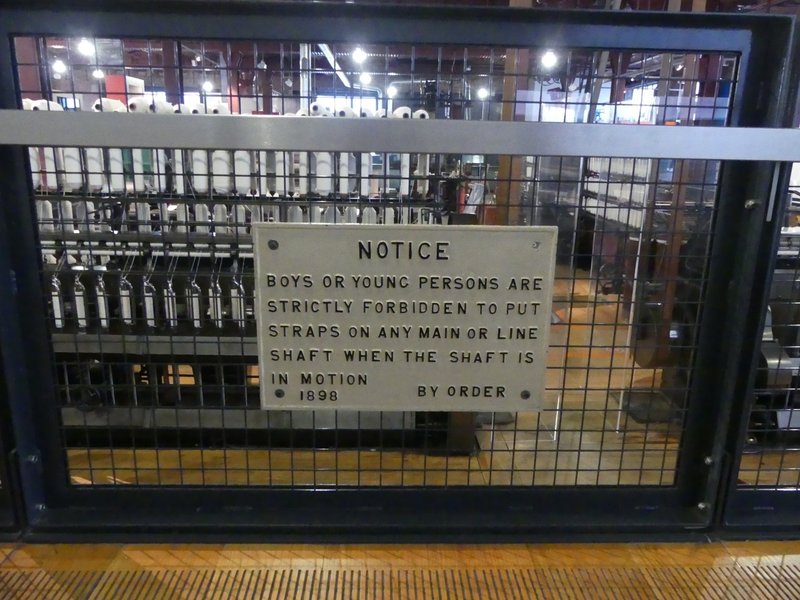 NOTICE
BOYS OR YOUNG PERSONS ARE
STRICTLY FORBIDDEN TO PUT
STRAPS ON ANY MAIN OR LINE
SHAFT WHEN THE SHAFT IS
IN MOTION
1898 BY ORDER